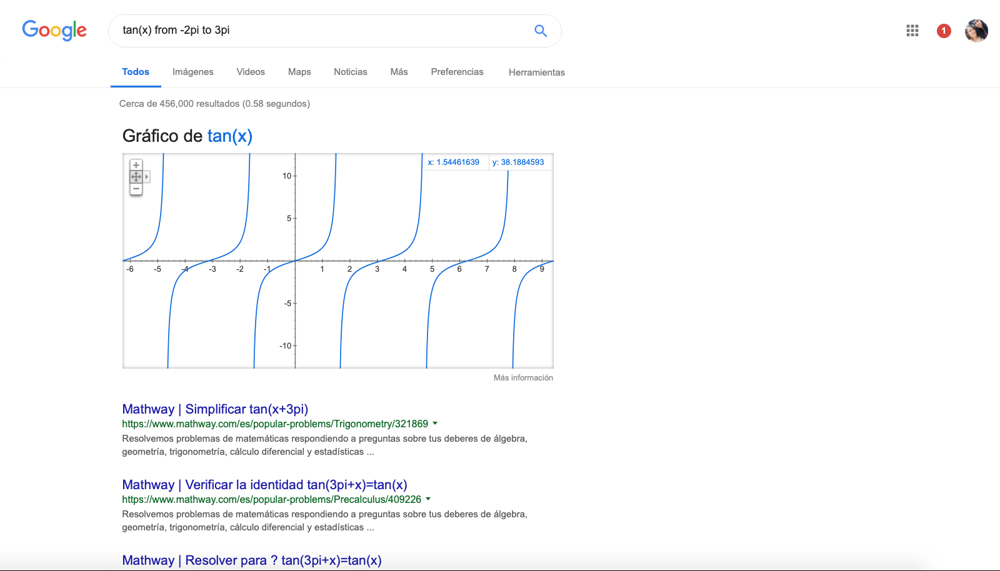 Google
tan(x) from -2pi to 3pi
1
Todos Imágenes Videos Maps Noticias Más Preferencias Herramientas
Cerca de 456,000 resultados (0.58 segundos)
Gráfico de tan(x)
x: 1.54461639 y: 38.1884593
10
5
-6 -5 -4 -3 -2 -1 1 2 3 4 5 6 7 8 9
-5
-10
Más información
Mathway | Simplificar tan(x+3pi)
https://www.mathway.com/es/popular-problems/Trigonometry/321869
Resolvemos problemas de matemáticas respondiendo a preguntas sobre tus deberes de álgebra,
geometría, trigonometría, cálculo diferencial y estadísticas ...
Mathway | Verificar la identidad tan(3pi+x)=tan(x)
https://www.mathway.com/es/popular-problems/Precalculus/409226
Resolvemos problemas de matemáticas respondiendo a preguntas sobre tus deberes de álgebra,
geometría, trigonometría, cálculo diferencial y estadísticas ...
Mathway | Resolver para ? tan(3pi+x)=tan(x)